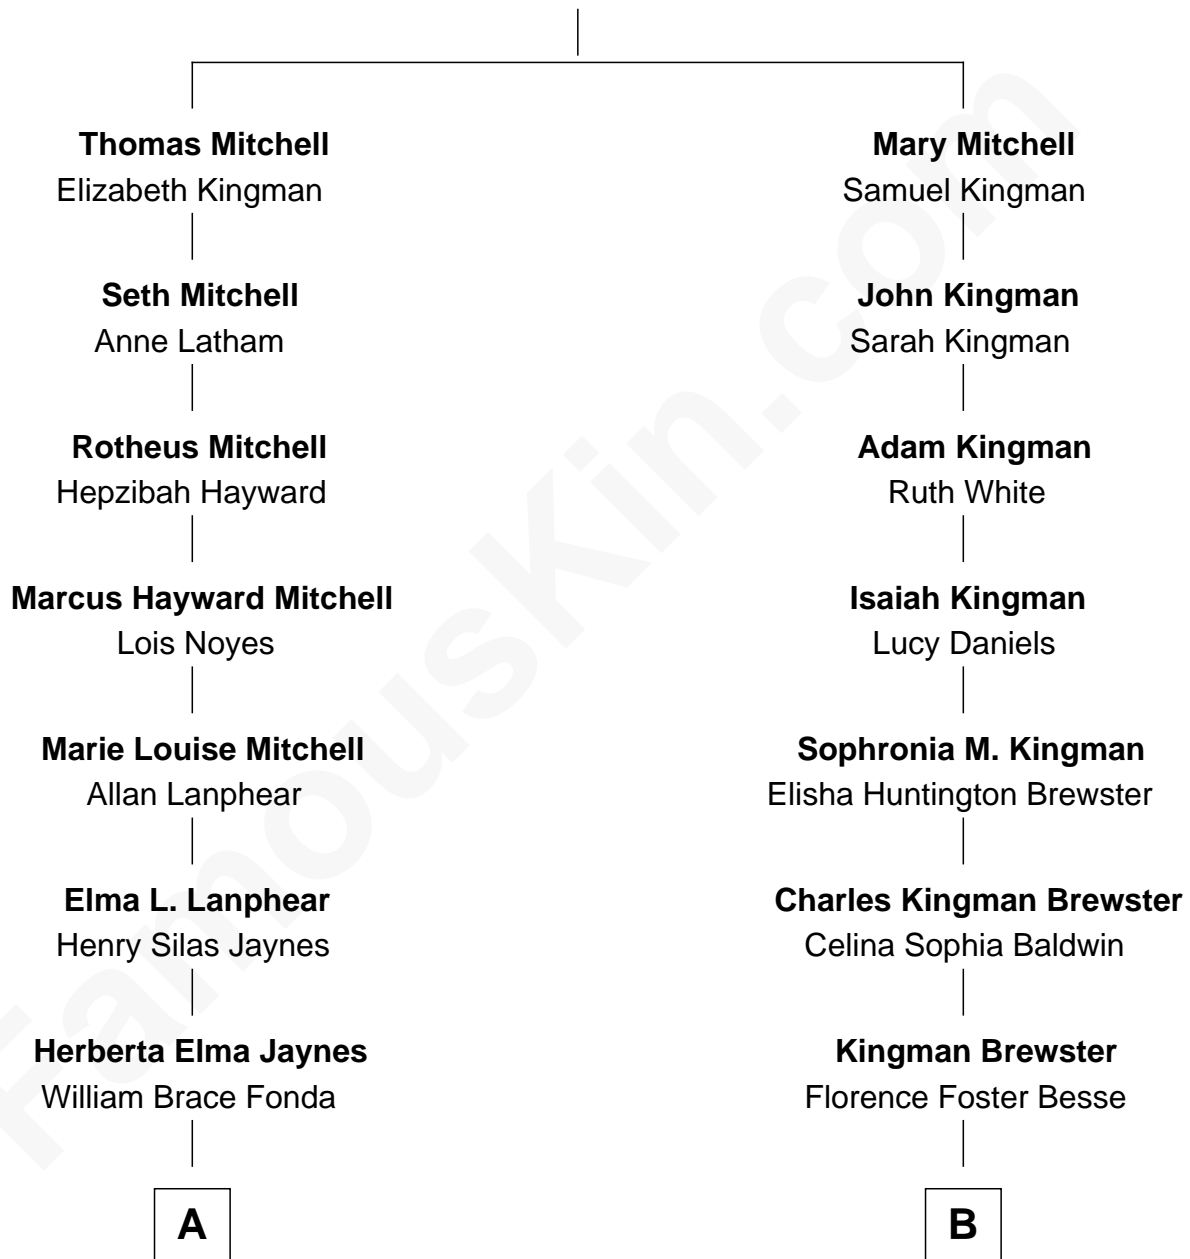 Thomas Mitchell
Elizabeth Kingman
Seth Mitchell
Anne Latham
Rotheus Mitchell
Hepzibah Hayward
Marcus Hayward Mitchell
Lois Noyes
Marie Louise Mitchell
Allan Lanphear
Elma L. Lanphear
Henry Silas Jaynes
Herberta Elma Jaynes
William Brace Fonda
A
Mary Mitchell
Samuel Kingman
John Kingman
Sarah Kingman
Adam Kingman
Ruth White
Isaiah Kingman
Lucy Daniels
Sophronia M. Kingman
Elisha Huntington Brewster
Charles Kingman Brewster
Celina Sophia Baldwin
Kingman Brewster
Florence Foster Besse
B
FamousKin.com